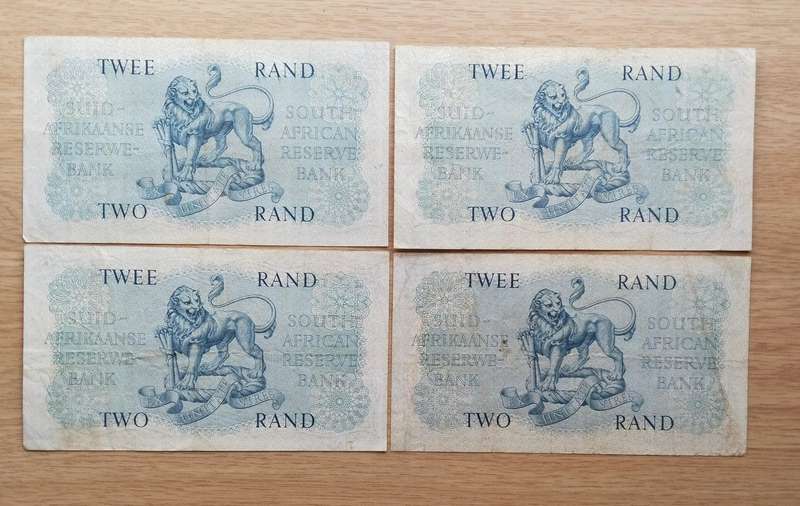 TWEE RAND
SUID- SOUTH
AFRIKAANSE AFRICAN
RESERWE- RESERVE
BANK BANK
TWO RAND
TWEE RAND
SUID- SOUTH
AFRIKAANSE AFRICAN
RESERWE- RESERVE
BANK BANK
TWO RAND
TWEE RAND
SUID- SOUTH
AFRIKAANSE AFRICAN
RESERWE- RESERVE
BANK BANK
TWO RAND
TWEE RAND
SUID- SOUTH
AFRIKAANSE AFRICAN
RESERWE- RESERVE
BANK BANK
TWO RAND